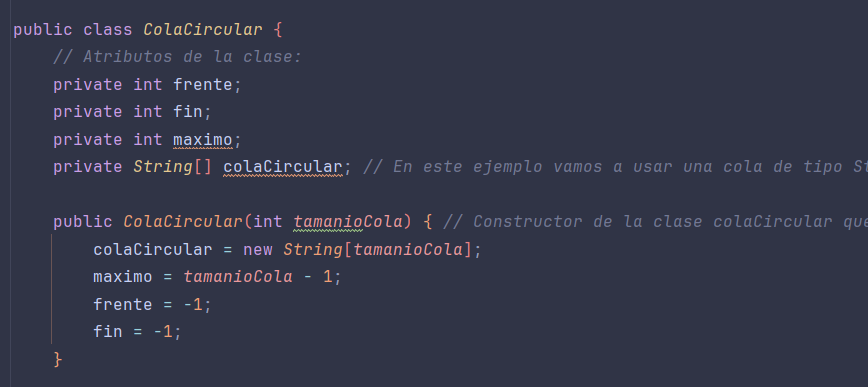 public class ColaCircular {
// Atributos de la clase:
private int frente;
private int fin;
private int maximo;
private String[] colaCircular; // En este ejemplo vamos a usar una cola de tipo St
public ColaCircular(int tamanioCola) { // Constructor de la clase colaCircular que
colaCircular = new String[tamanioCola];
maximo = tamanioCola - 1;
frente = -1;
fin = -1;
}